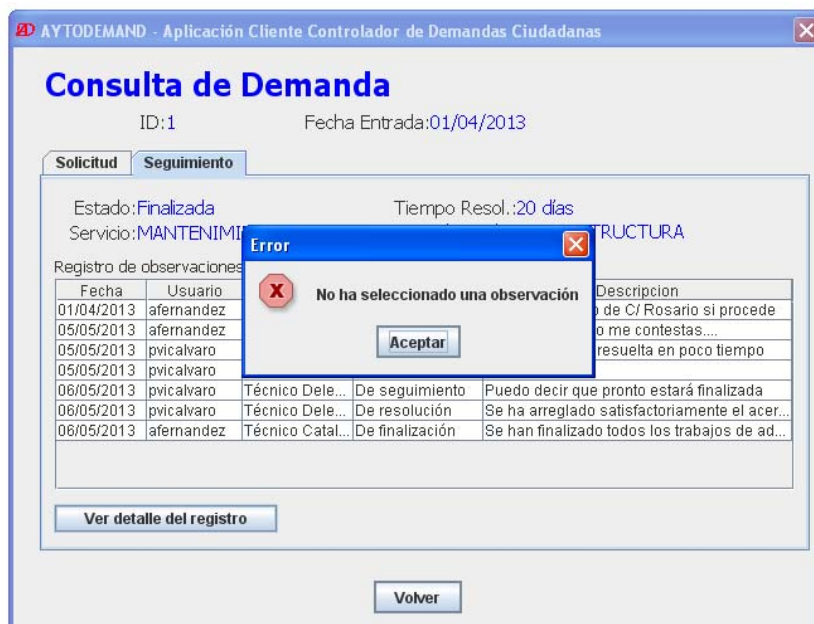 AYTODEMAND - Aplicación Cliente Controlador de Demandas Ciudadanas
Consulta de Demanda
ID:1 Fecha Entrada:01/04/2013
Solicitud Seguimiento
Estado:Finalizada Tiempo Resol.:20 días
Servicio:MANTENIMI TRUCTURA
Error
Registro de observaciones
No ha seleccionado una observación
Aceptar
Fecha Usuario Descripcion
01/04/2013 afernandez de C/ Rosario si procede
05/05/2013 afernandez o me contestas....
05/05/2013 pvicalvaro resuelta en poco tiempo
05/05/2013 pvicalvaro
06/05/2013 pvicalvaro Técnico Dele... De seguimiento Puedo decir que pronto estará finalizada
06/05/2013 pvicalvaro Técnico Dele... De resolución Se ha arreglado satisfactoriamente el acer...
06/05/2013 afernandez Técnico Catal... De finalización Se han finalizado todos los trabajos de ad...
Ver detalle del registro
Volver